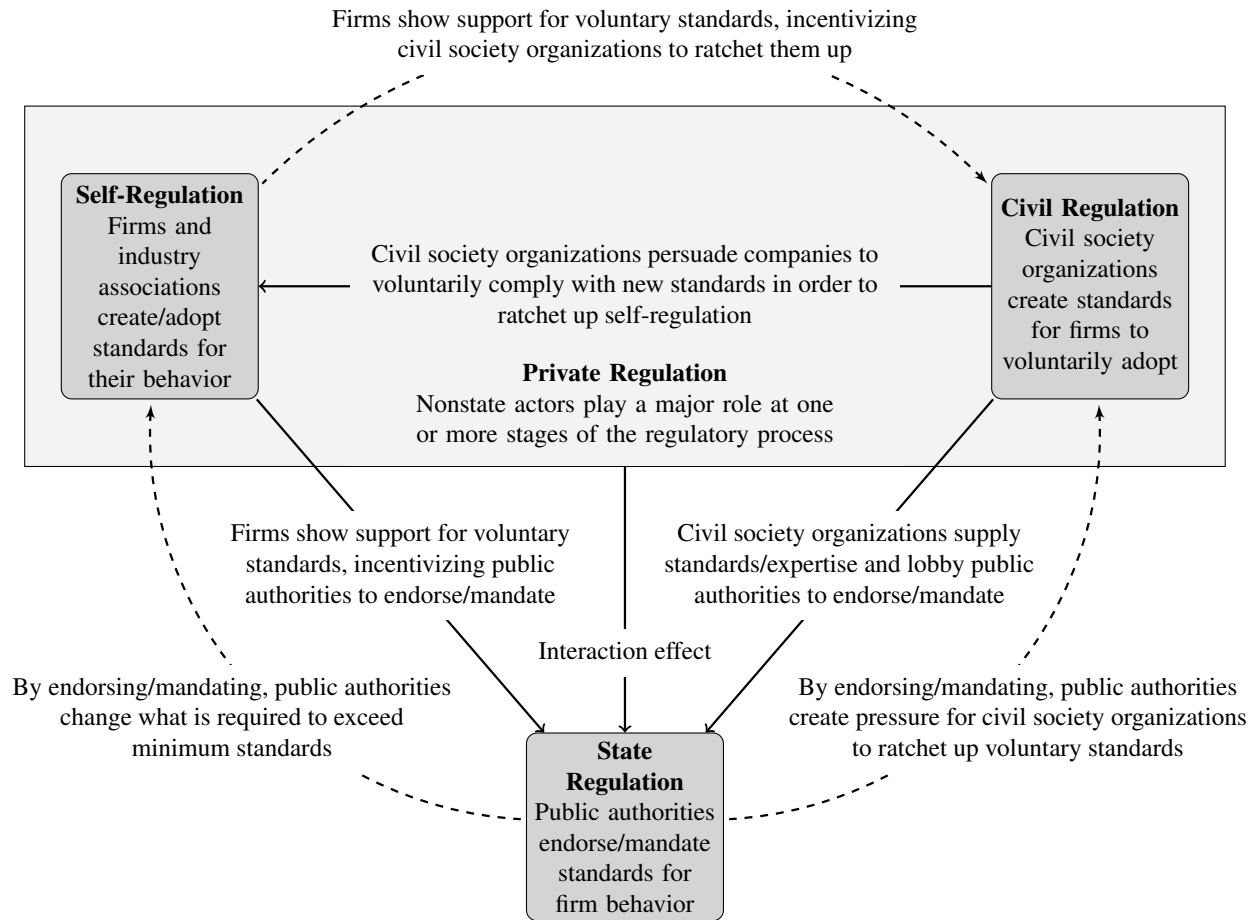 Firms show support for voluntary standards, incentivizing
civil society organizations to ratchet them up
Self-Regulation
Firms and
industry
associations
create/adopt
standards for
their behavior
Civil society organizations persuade companies to
voluntarily comply with new standards in order to
ratchet up self-regulation
Civil Regulation
Civil society
organizations
create standards
for firms to
voluntarily adopt
Private Regulation
Nonstate actors play a major role at one
or more stages of the regulatory process
Firms show support for voluntary
standards, incentivizing public
authorities to endorse/mandate
Civil society organizations supply
standards/expertise and lobby public
authorities to endorse/mandate
Interaction effect
By endorsing/mandating, public authorities
change what is required to exceed
minimum standards
By endorsing/mandating, public authorities
create pressure for civil society organizations
to ratchet up voluntary standards
State
Regulation
Public authorities
endorse/mandate
standards for
firm behavior